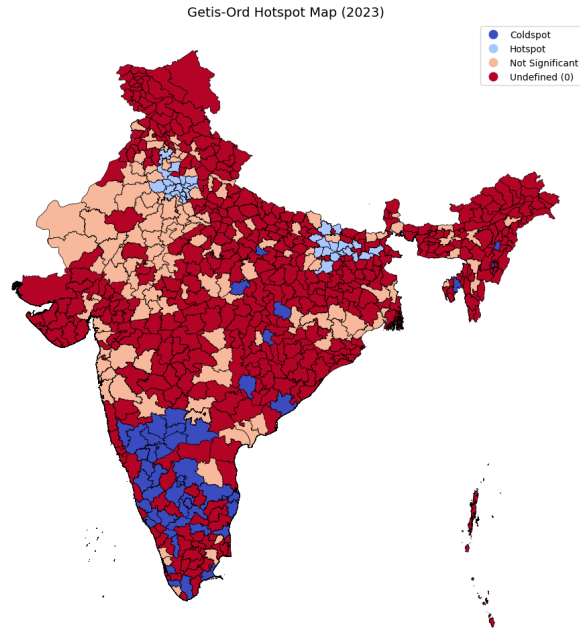 Getis-Ord Hotspot Map (2023)
Coldspot
Hotspot
Not Significant
Undefined (0)